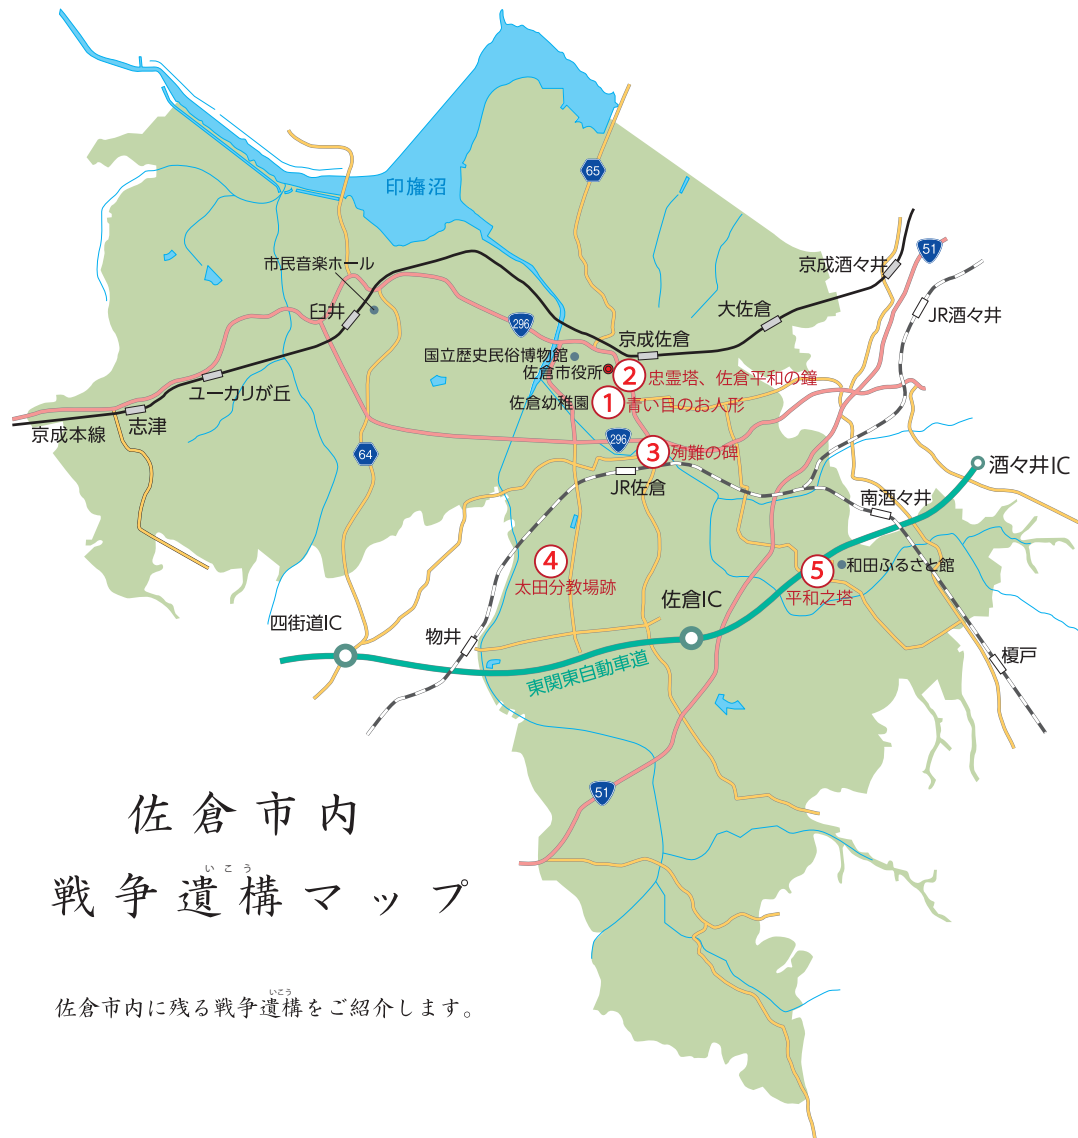 印旛沼
65
51
京成酒々井
市民音楽ホール
大佐倉
JR酒々井
臼井
296
京成佐倉
国立歴史民俗博物館
佐倉市役所
② 忠霊塔、佐倉平和の鐘
ユーカリが丘
佐倉幼稚園
① 青い目のお人形
志津
京成本線
296
③ 殉難の碑
64
酒々井IC
JR佐倉
南酒々井
④
太田分教場跡
和田ふるさと館
⑤
平和之塔
佐倉IC
四街道IC
物井
榎戸
東関東自動車道
51
佐倉市内
いこう
戦争遺構マップ
いこう
佐倉市内に残る戦争遺構をご紹介します。